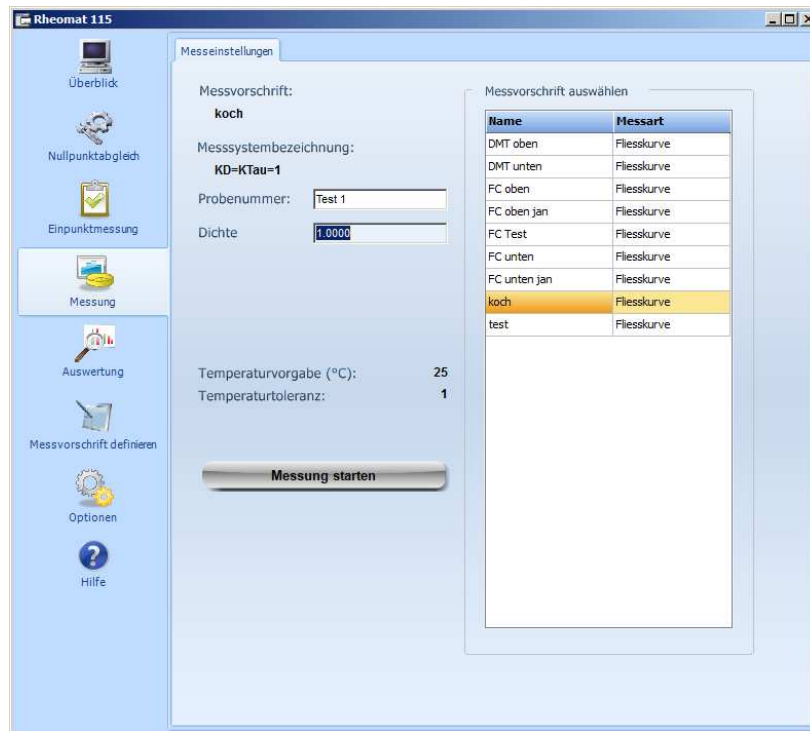 Rheomat 115
Überblick
Nullpunktabgleich
Einpunktmessung
Messung
Auswertung
Messvorschrift definieren
Optionen
Hilfe
Messeinstellungen
Messvorschrift:
koch
Messsystembezeichnung:
KD=KTau=1
Probenummer: Test 1
Dichte 1.0000
Temperaturvorgabe (°C): 25
Temperaturtoleranz: 1
Messung starten
Messvorschrift auswählen
Name Messart
DMT oben Fliesskurve
DMT unten Fliesskurve
FC oben Fliesskurve
FC oben jan Fliesskurve
FC Test Fliesskurve
FC unten Fliesskurve
FC unten jan Fliesskurve
koch Fliesskurve
test Fliesskurve